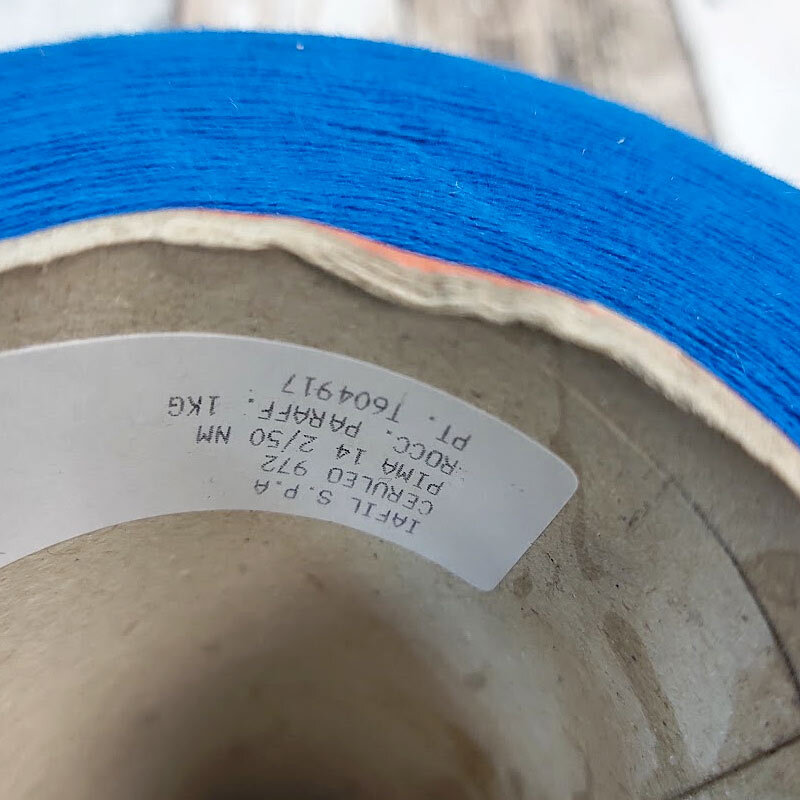 IAFIL S.P.A
CERULEO 972
PIMA 14 2/50 NM
ROCC. PARAFF. 1KG
PT. T604917